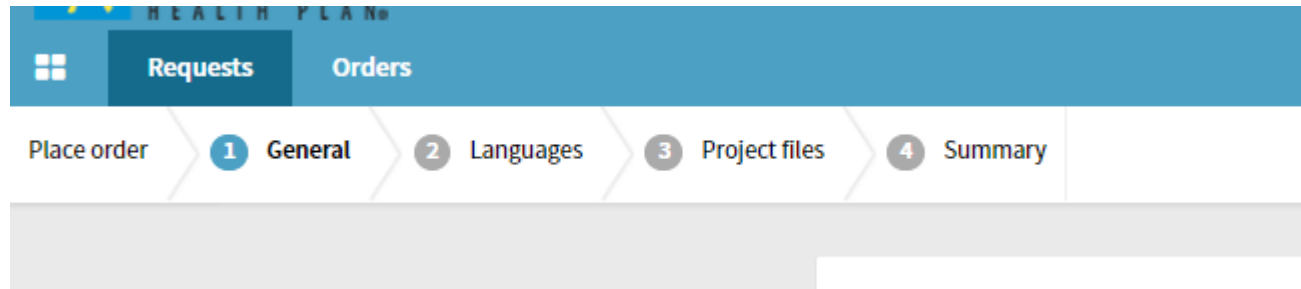 HEALTH PLAN®
Requests Orders
Place order 1 General 2 Languages 3 Project files 4 Summary